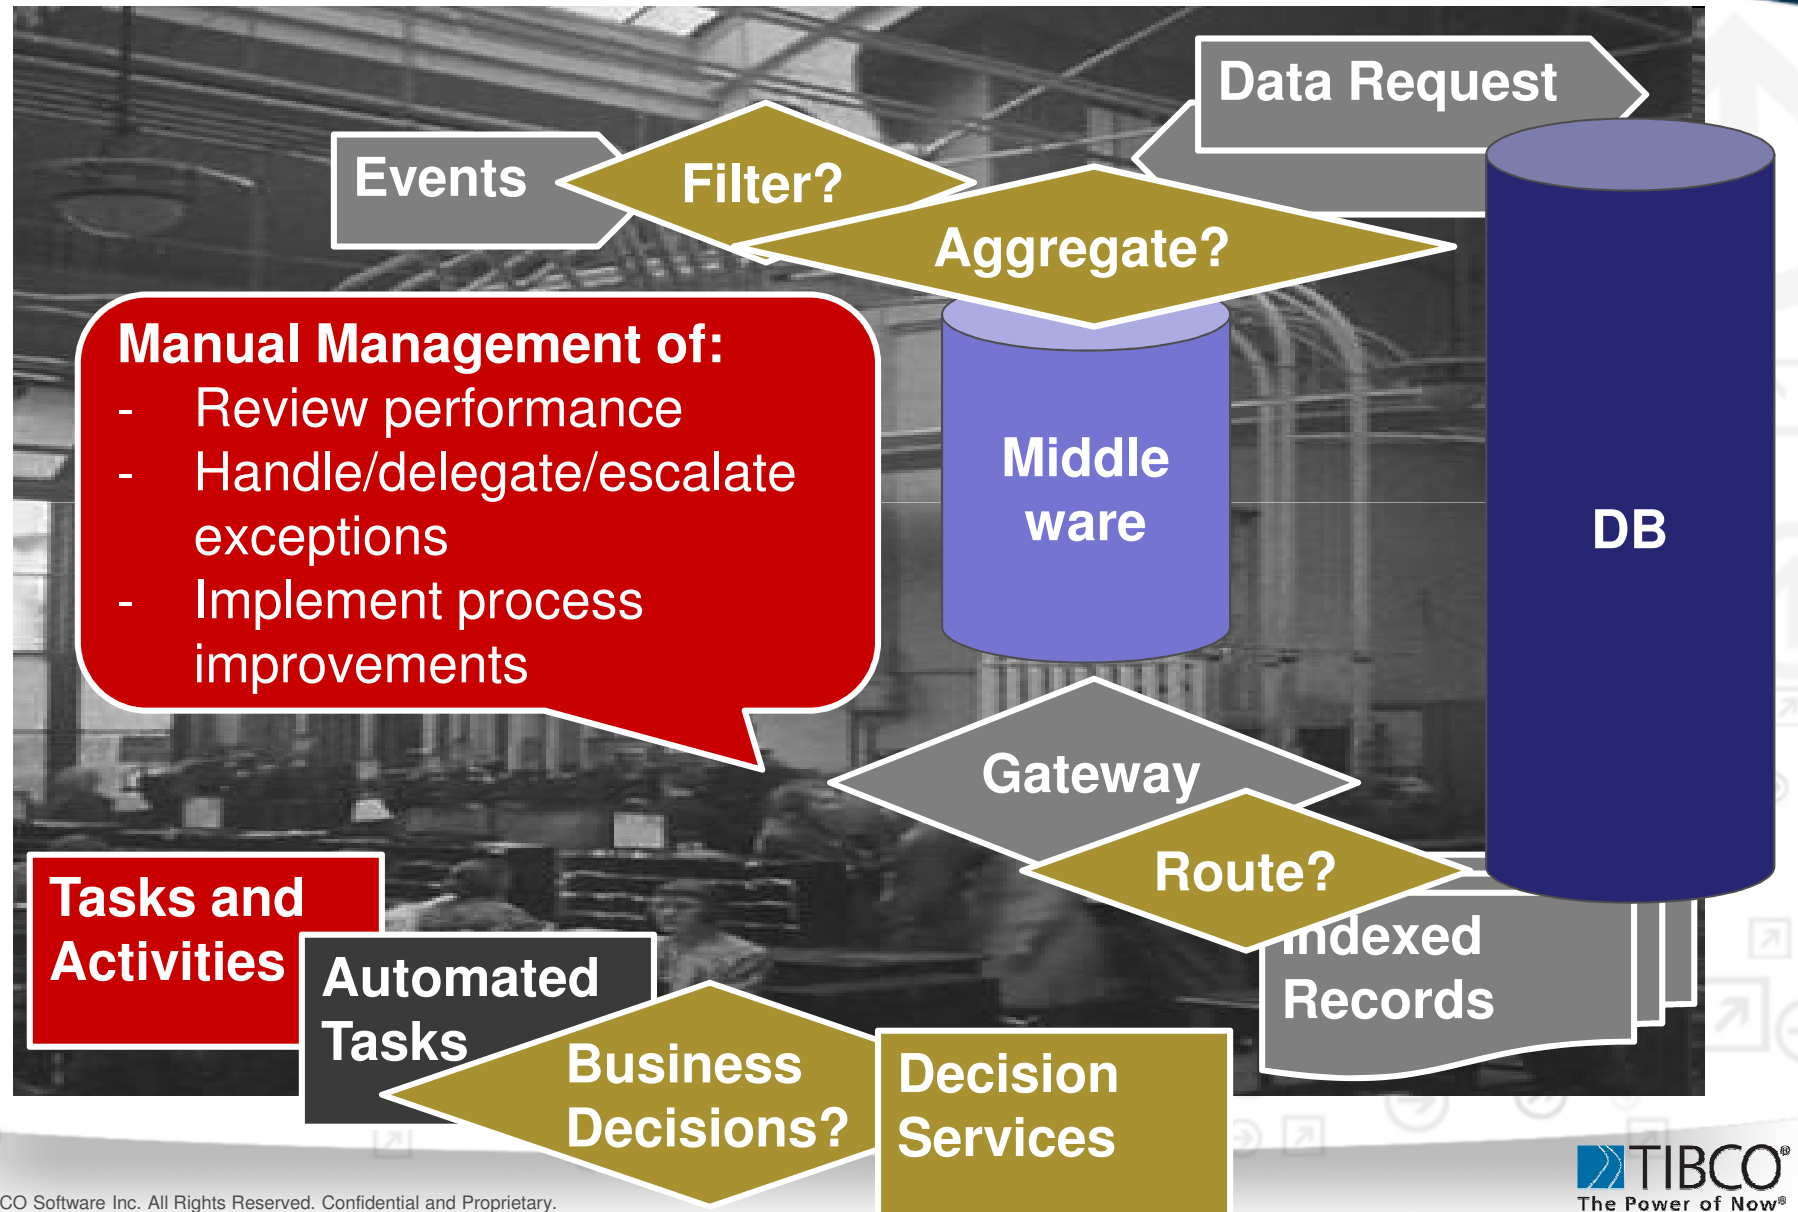 Data Request
Events
Filter?
Aggregate?
Manual Management of:
- Review performance
- Handle/delegate/escalate
exceptions
- Implement process
improvements
Middle
ware
DB
Gateway
Route?
Tasks and
Activities
Automated
Tasks
Indexed
Records
Business
Decisions?
Decision
Services
TIBCO®
The Power of Now®
CO Software Inc. All Rights Reserved. Confidential and Proprietary.